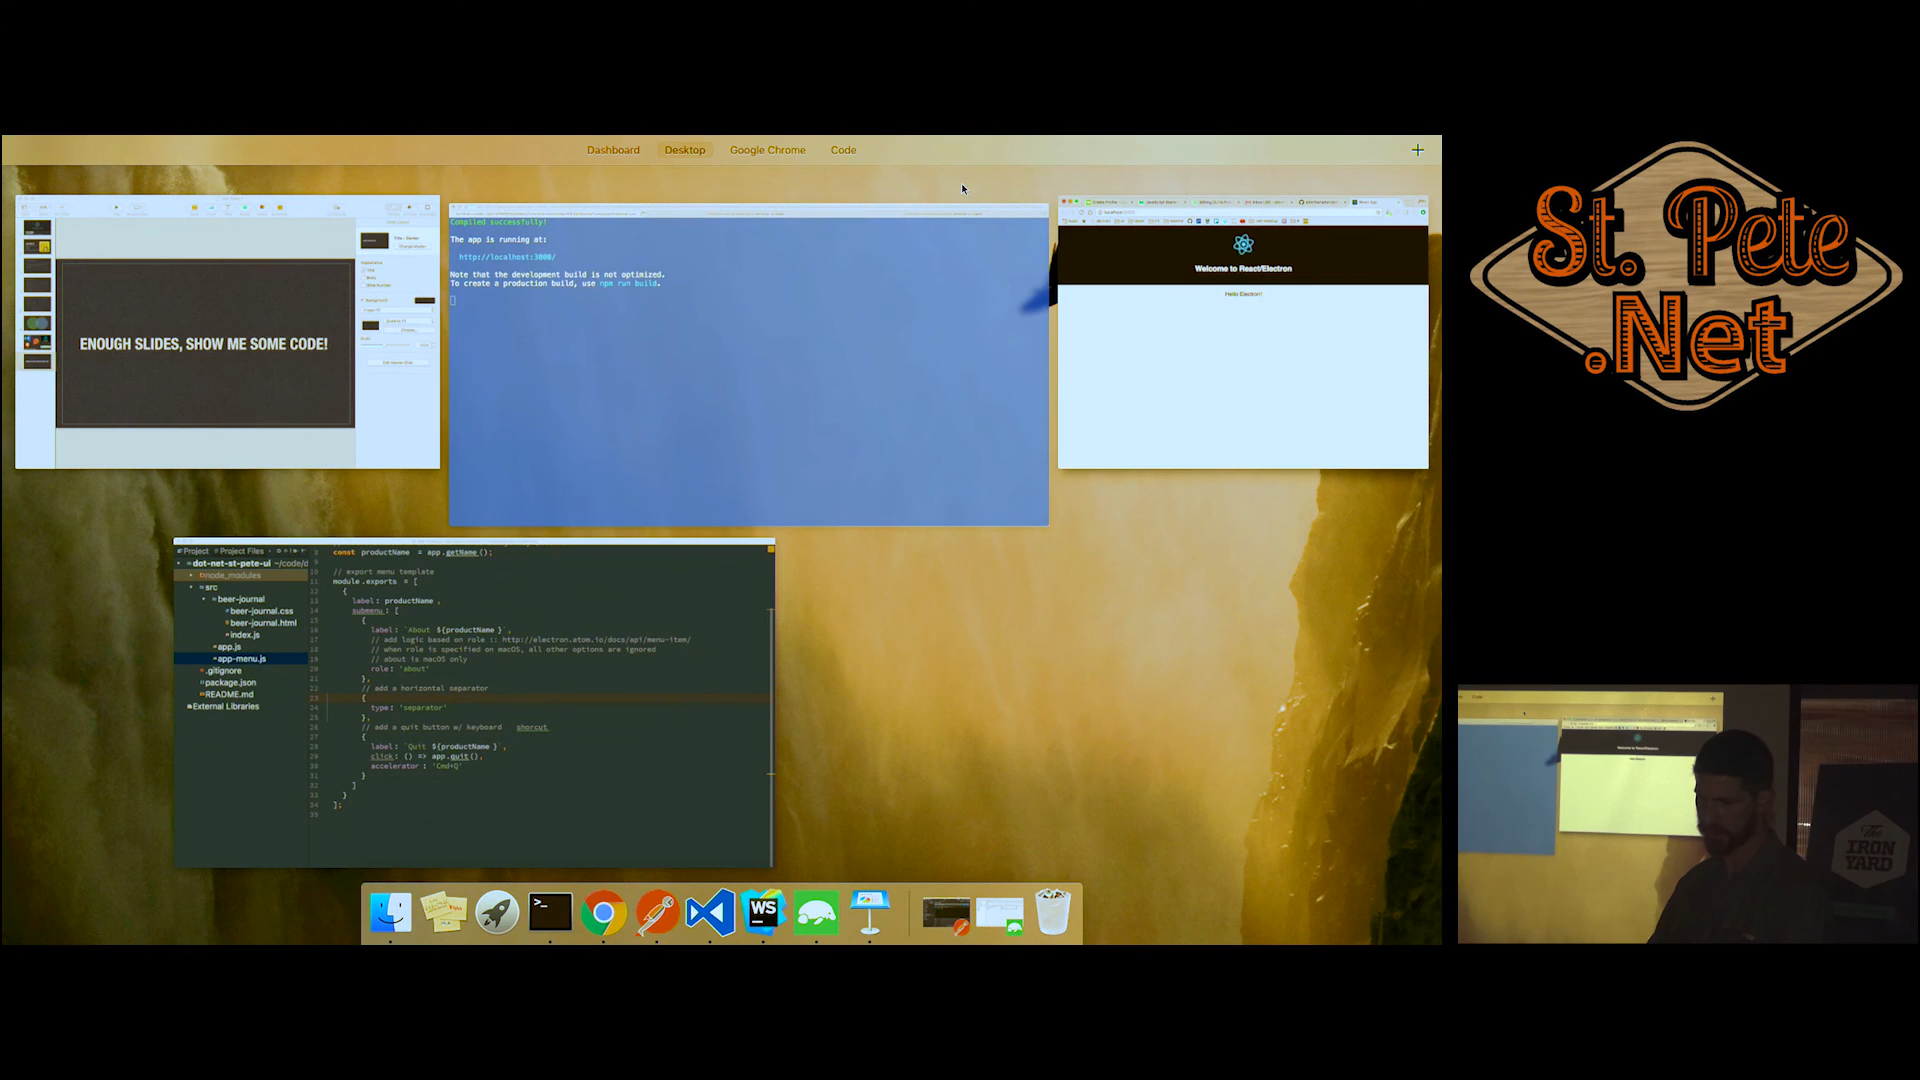 Dashboard
Desktop
Google Chrome
Code
ENOUGH SLIDES, SHOW ME SOME CODE!
Compiled successfully!
The app is running at:
http://localhost:3000/
Note that the development build is not optimized.
To create a production build, use npm run build.
Welcome to React/Electron
Hello Electron!
Project
Project Files
dot-net-st-pete-ui ~/code/d
node_modules
src
beer-journal
beer-journal.css
beer-journal.html
index.js
app.js
app-menu.js
.gitignore
package.json
README.md
External Libraries
const productName = app.getName();
// export menu template
module.exports = [
{
label: productName,
submenu: [
{
label: `About ${productName}`,
// add logic based on role :: http://electron.atom.io/docs/api/menu-item/
// when role is specified on macOS, all other options are ignored
// about is macOS only
role: 'about'
},
// add a horizontal separator
{
type: 'separator'
},
// add a quit button w/ keyboard shorcut
{
label: `Quit ${productName}`,
click: () => app.quit(),
accelerator: 'Cmd+Q'
}
]
}
];
WS
St. Pete
.Net
The
IRON
YARD